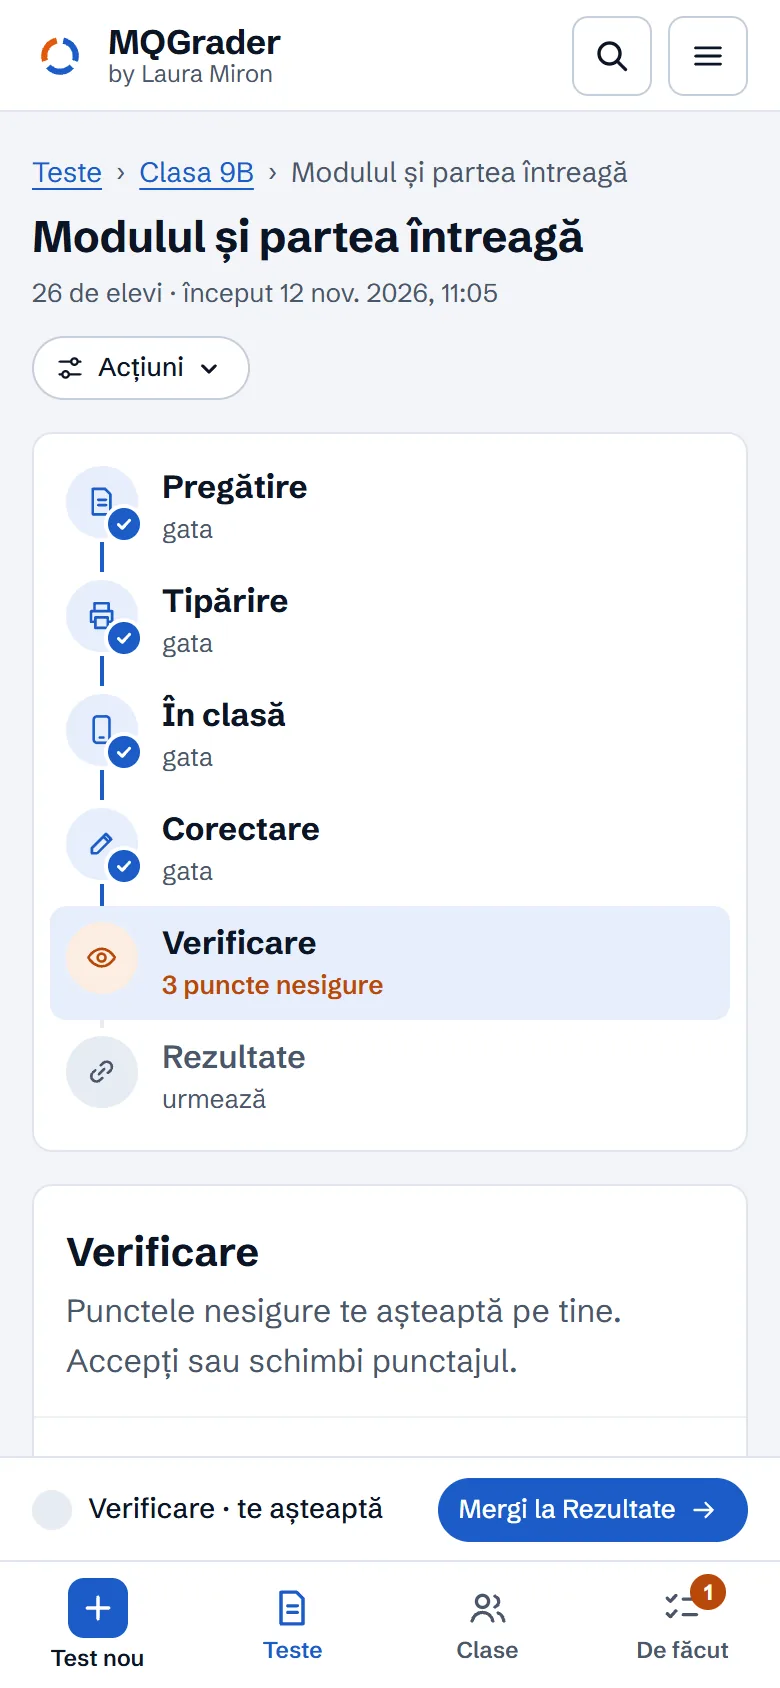 MQGrader
by Laura Miron
Teste › Clasa 9B › Modulul și partea întreagă
Modulul și partea întreagă
26 de elevi · început 12 nov. 2026, 11:05
Acțiuni
Pregătire
gata
Tipărire
gata
În clasă
gata
Corectare
gata
Verificare
3 puncte nesigure
Rezultate
urmează
Verificare
Punctele nesigure te așteaptă pe tine.
Accepți sau schimbi punctajul.
Verificare · te așteaptă
Mergi la Rezultate →
1
Test nou
Teste
Clase
De făcut